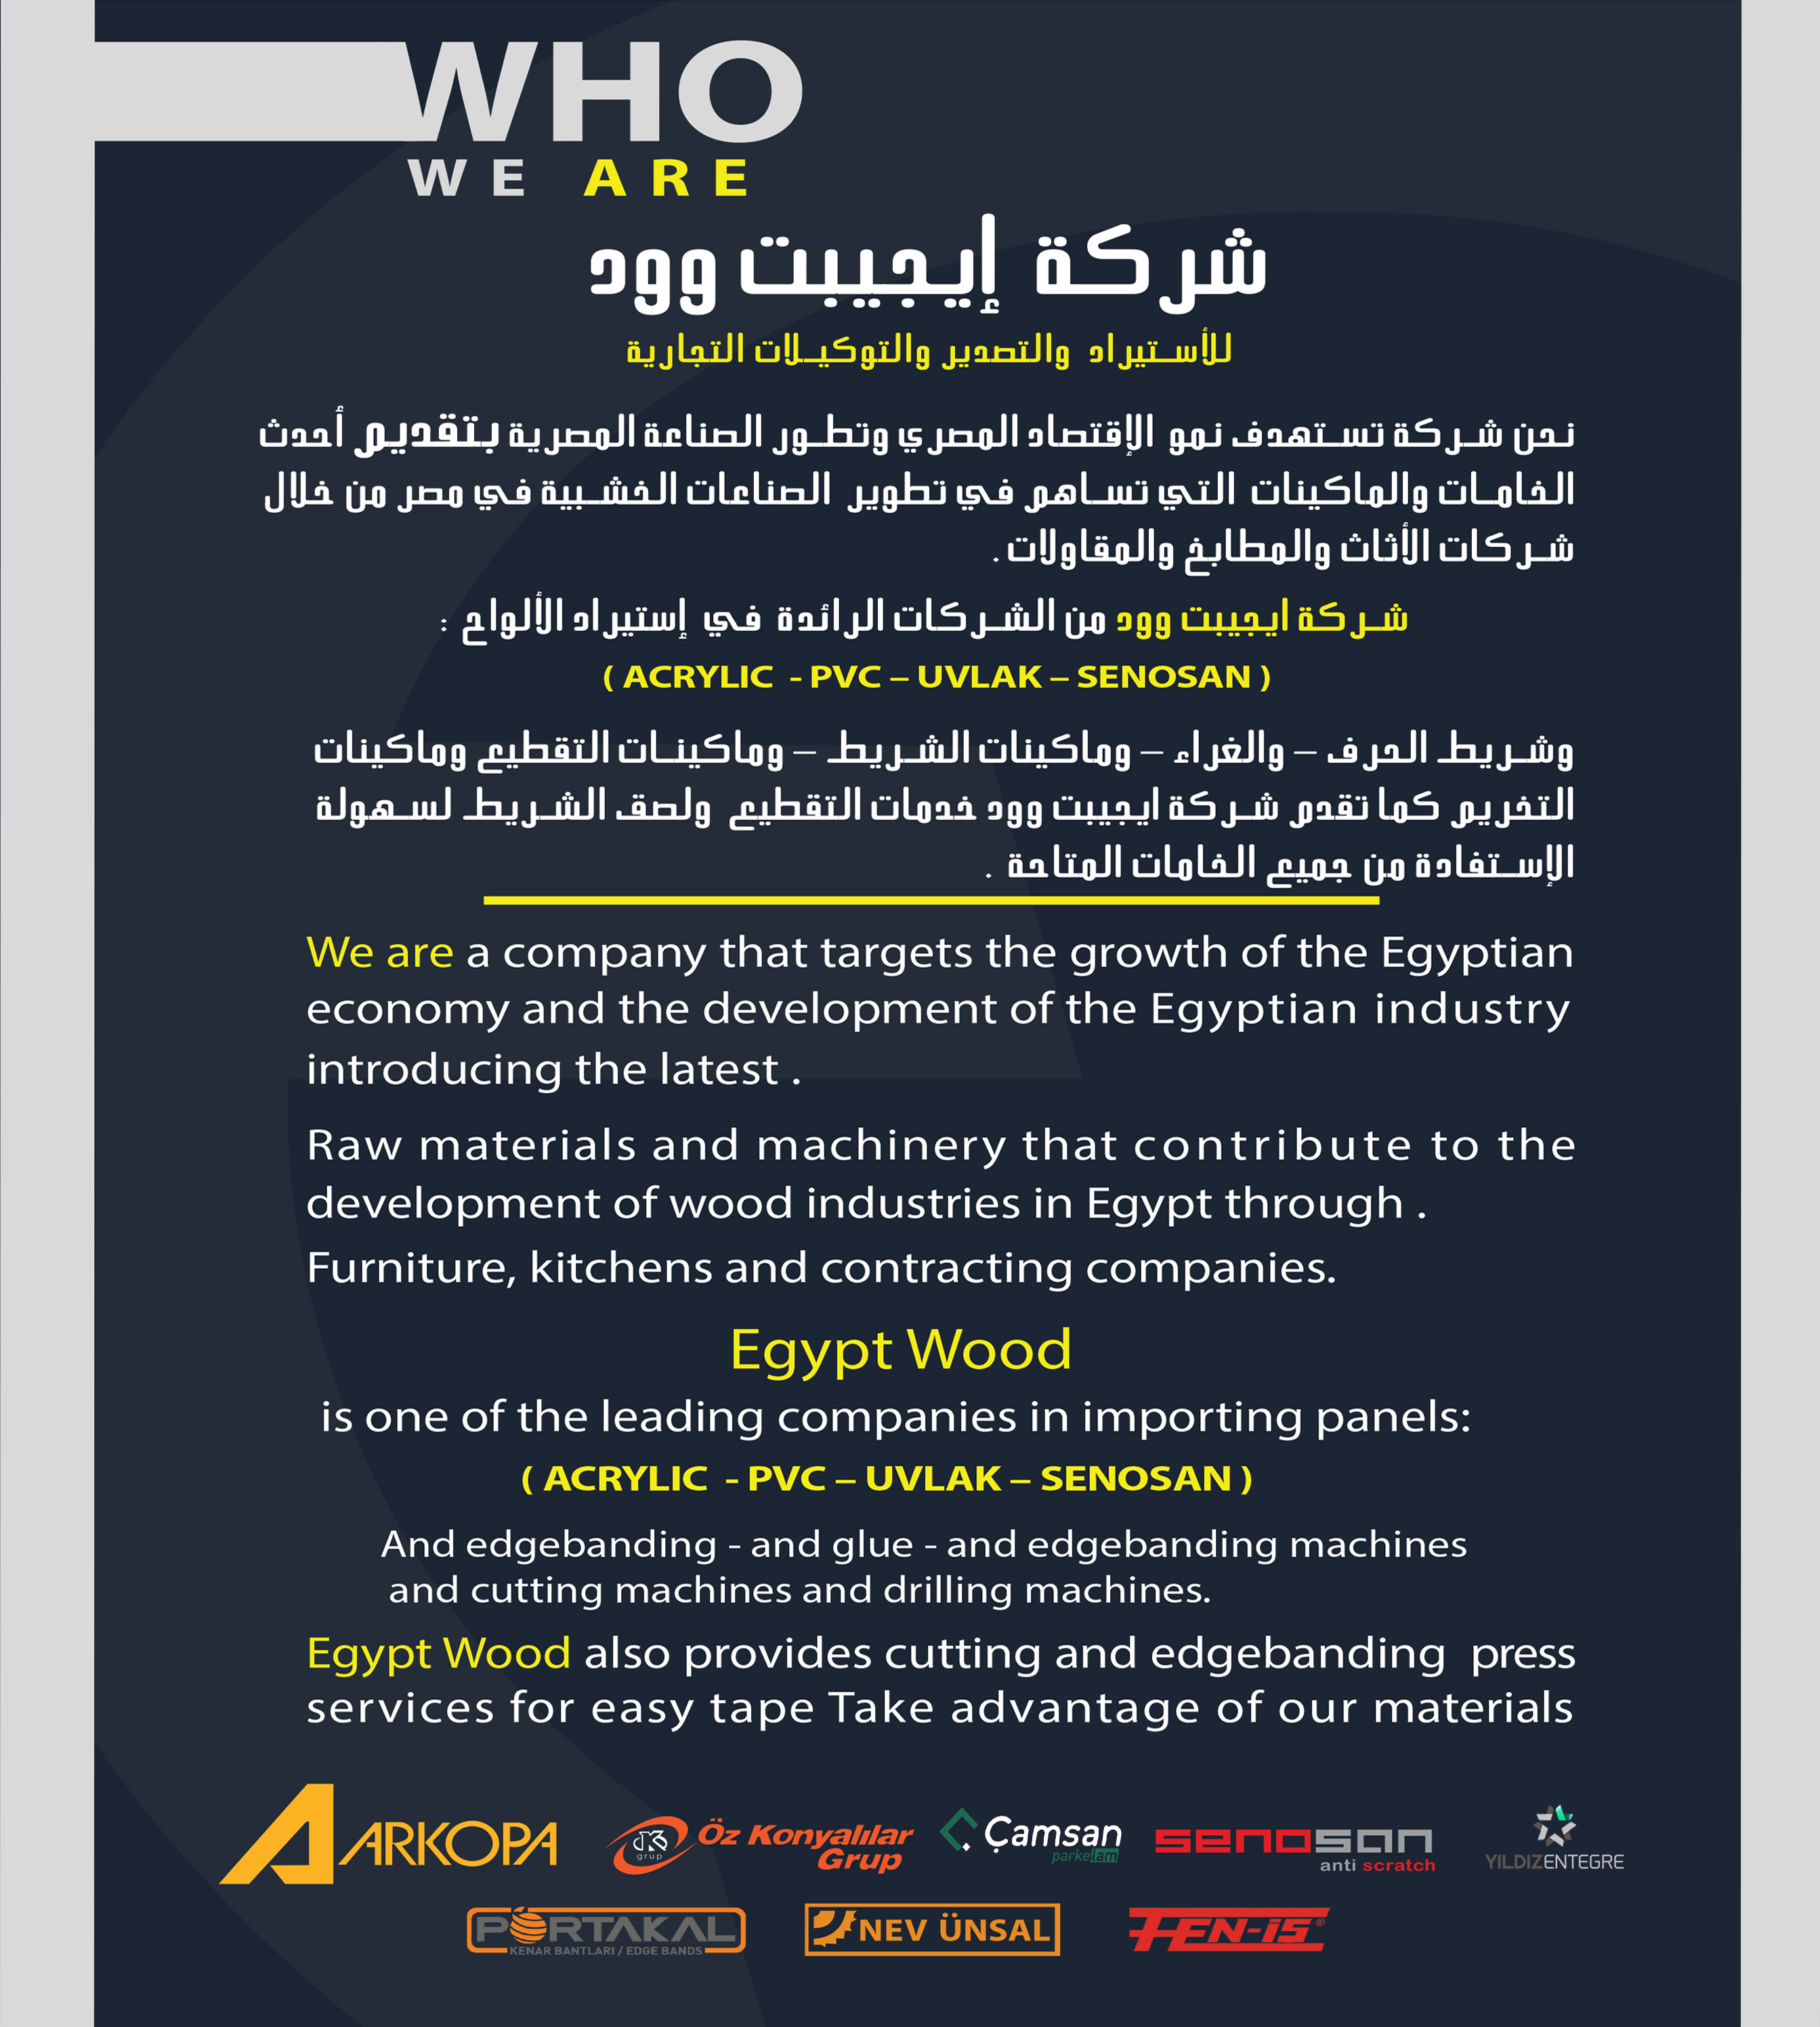 WHO
WE ARE
شركة إيجيبت وود
للأستيراد والتصدير والتوكيلات التجارية
نحن شركة تستهدف نمو الإقتصاد المصري وتطور الصناعة المصرية بتقديم أحدث
الخامات والماكينات التي تساهم في تطوير الصناعات الخشبية في مصر من خلال
شركات الأثاث والمطابخ والمقاولات .
شركة ايجيبت وود من الشركات الرائدة في إستيراد الألواح :
( ACRYLIC - PVC – UVLAK – SENOSAN )
وشريط الحرف – والغراء – وماكينات الشريط – وماكينات التقطيع وماكينات
التخريم كما تقدم شركة ايجيبت وود خدمات التقطيع ولصق الشريط لسهولة
الإستفادة من جميع الخامات المتاحة .
We are a company that targets the growth of the Egyptian
economy and the development of the Egyptian industry
introducing the latest .
Raw materials and machinery that contribute to the
development of wood industries in Egypt through .
Furniture, kitchens and contracting companies.
Egypt Wood
is one of the leading companies in importing panels:
( ACRYLIC - PVC – UVLAK – SENOSAN )
And edgebanding - and glue - and edgebanding machines
and cutting machines and drilling machines.
Egypt Wood also provides cutting and edgebanding press
services for easy tape Take advantage of our materials
ARKOPA
grup
Öz Konyalılar
Grup
Çamsan
parkelam
senosan
anti scratch
YILDIZENTEGRE
PORTAKAL
KENAR BANTLARI / EDGE BANDS
NEV ÜNSAL
FEN-iS®